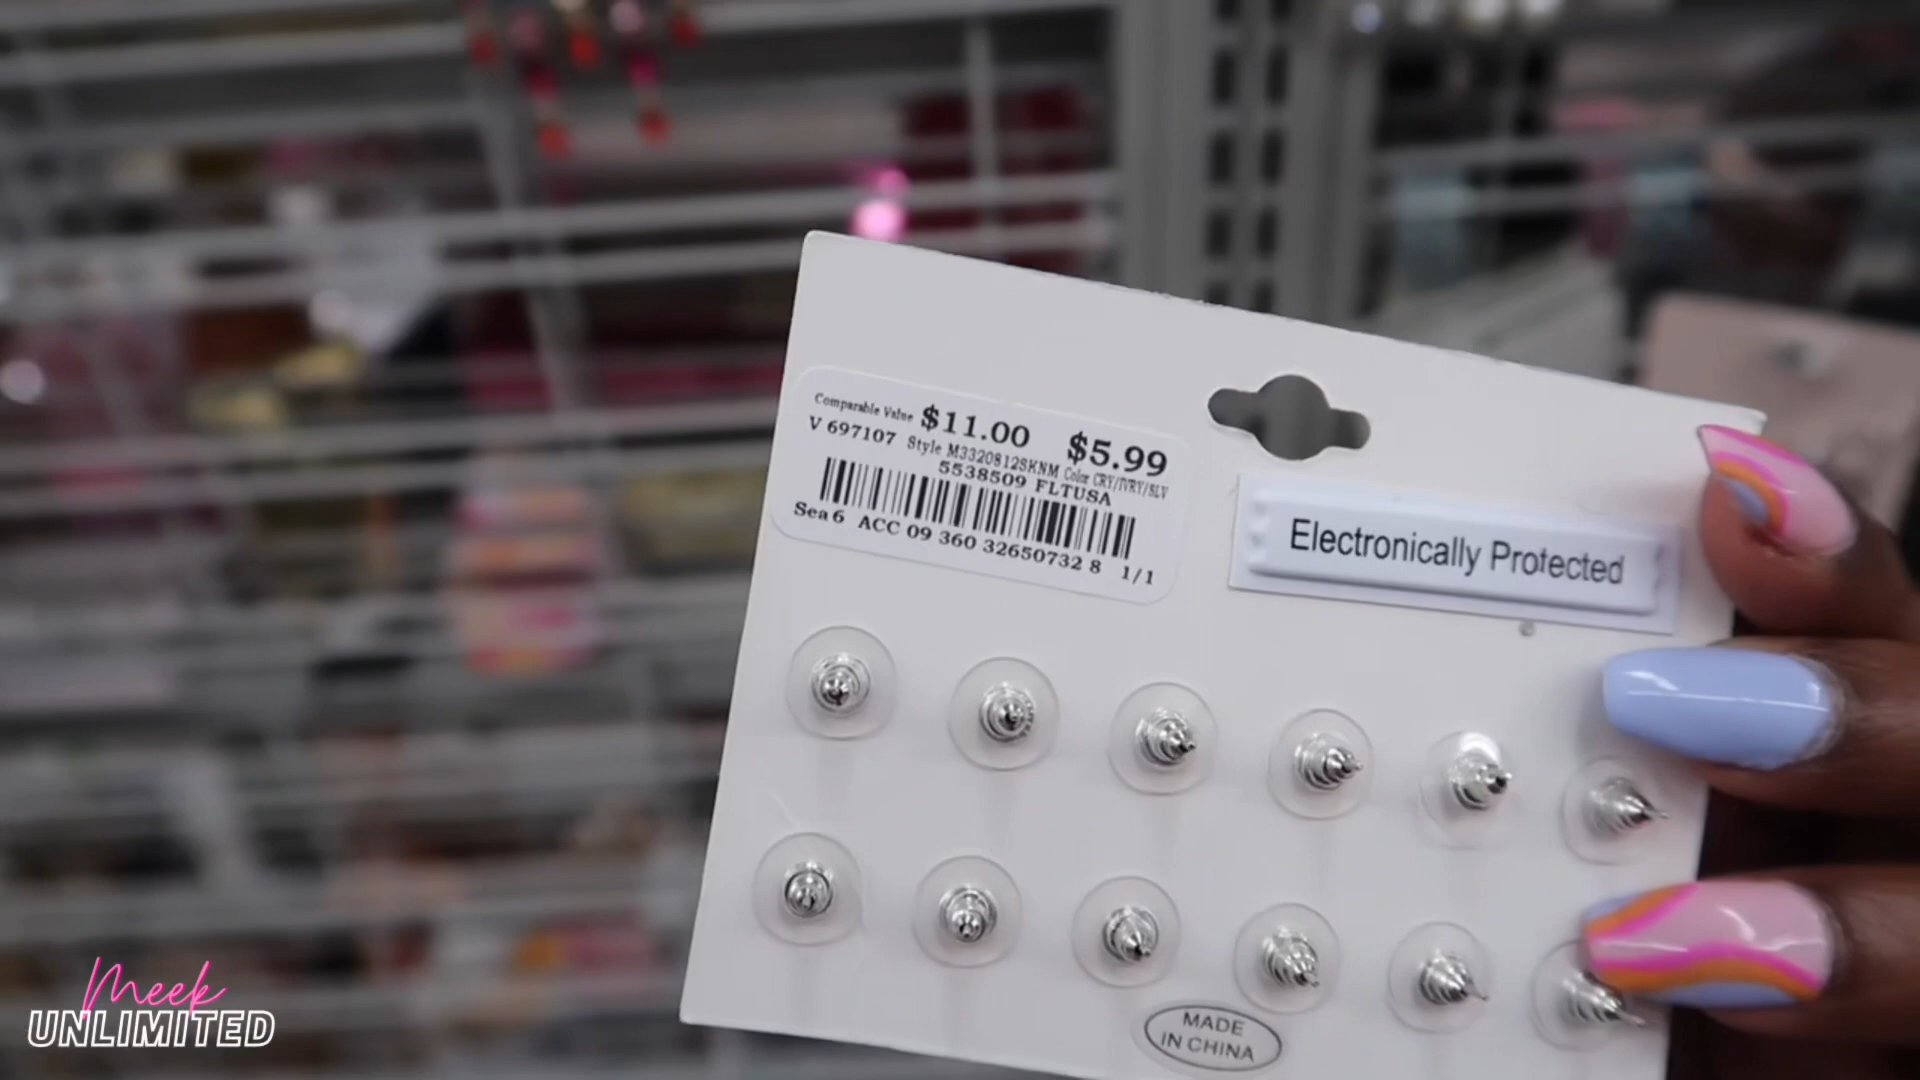 Comparable Value $11.00 $5.99
V 697107 Style M3320812SKNM Color CRY/IVRY/SLV
5538509 FLTUSA
Sea 6 ACC 09 360 32650732 8 1/1
Electronically Protected
MADE
IN CHINA
Meek
UNLIMITED